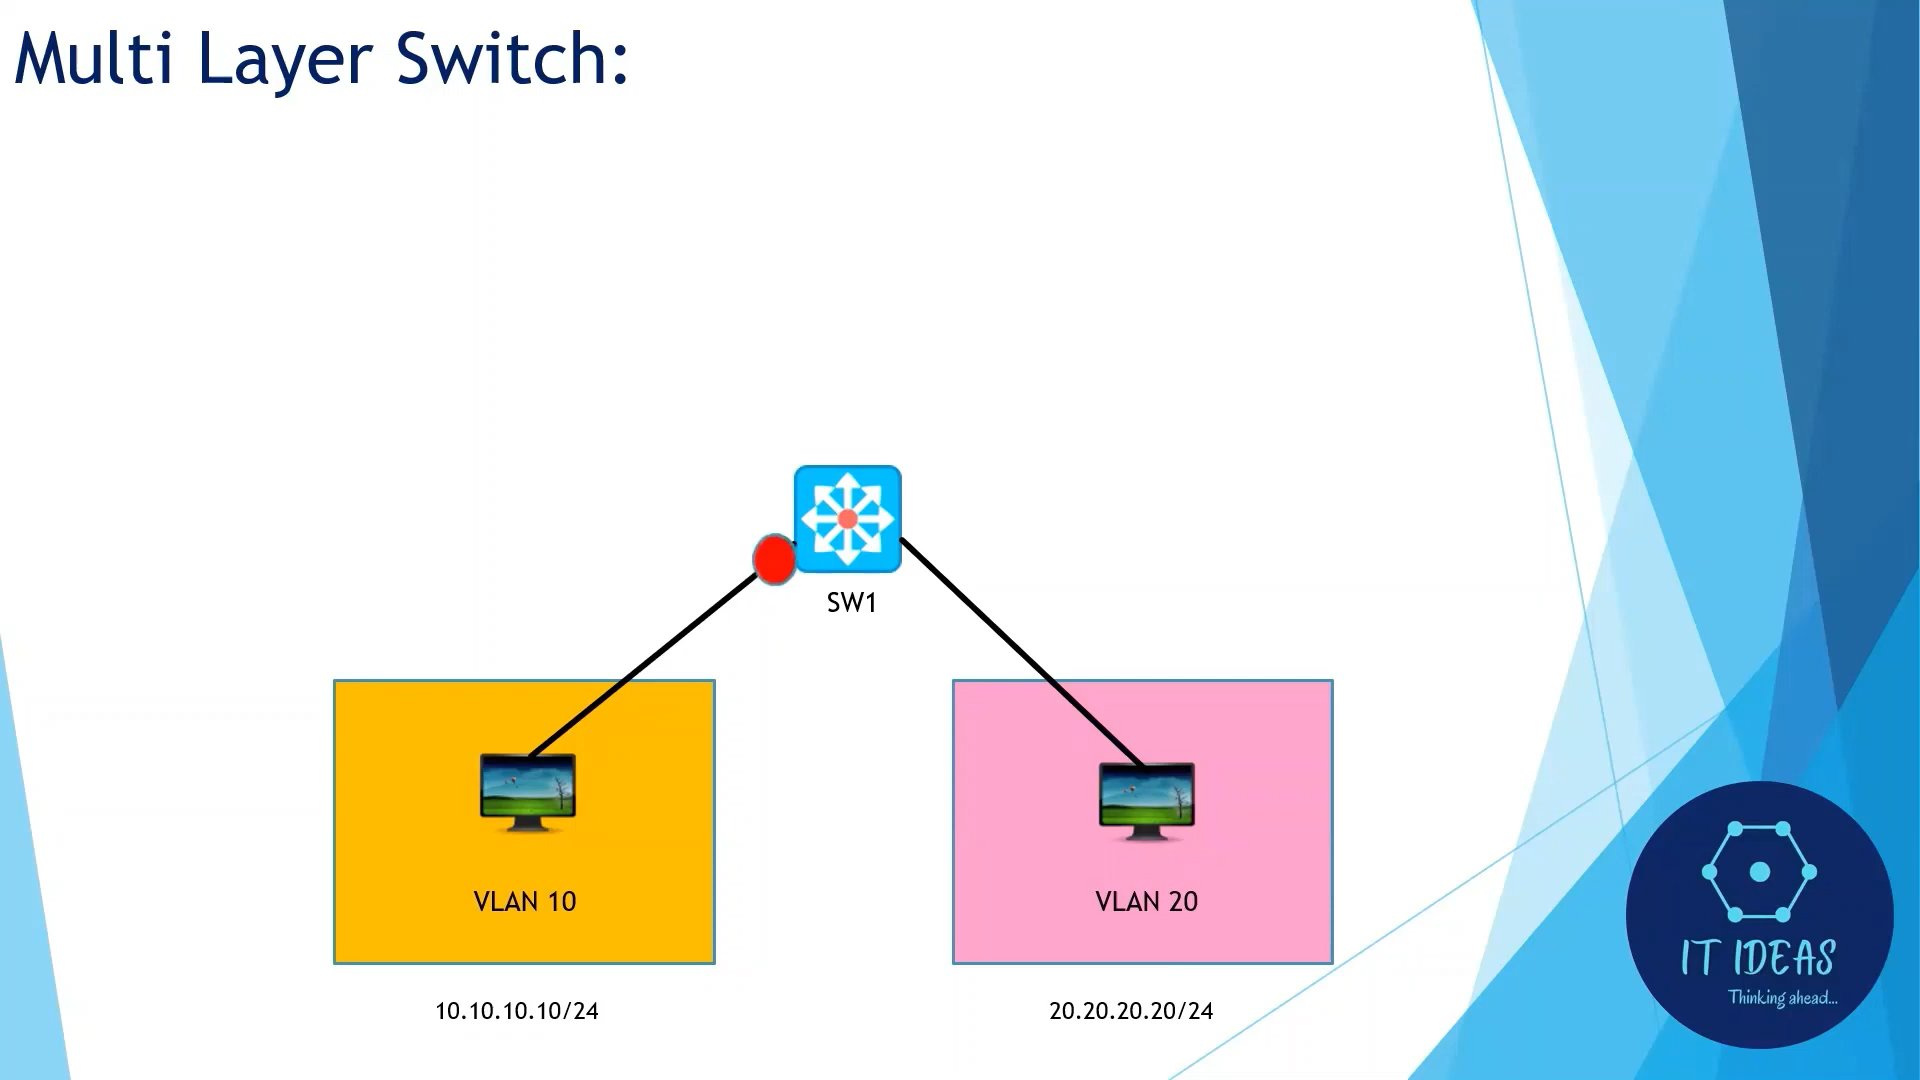 Multi Layer Switch:
SW1
VLAN 10
VLAN 20
10.10.10.10/24
20.20.20.20/24
IT IDEAS
Thinking ahead...